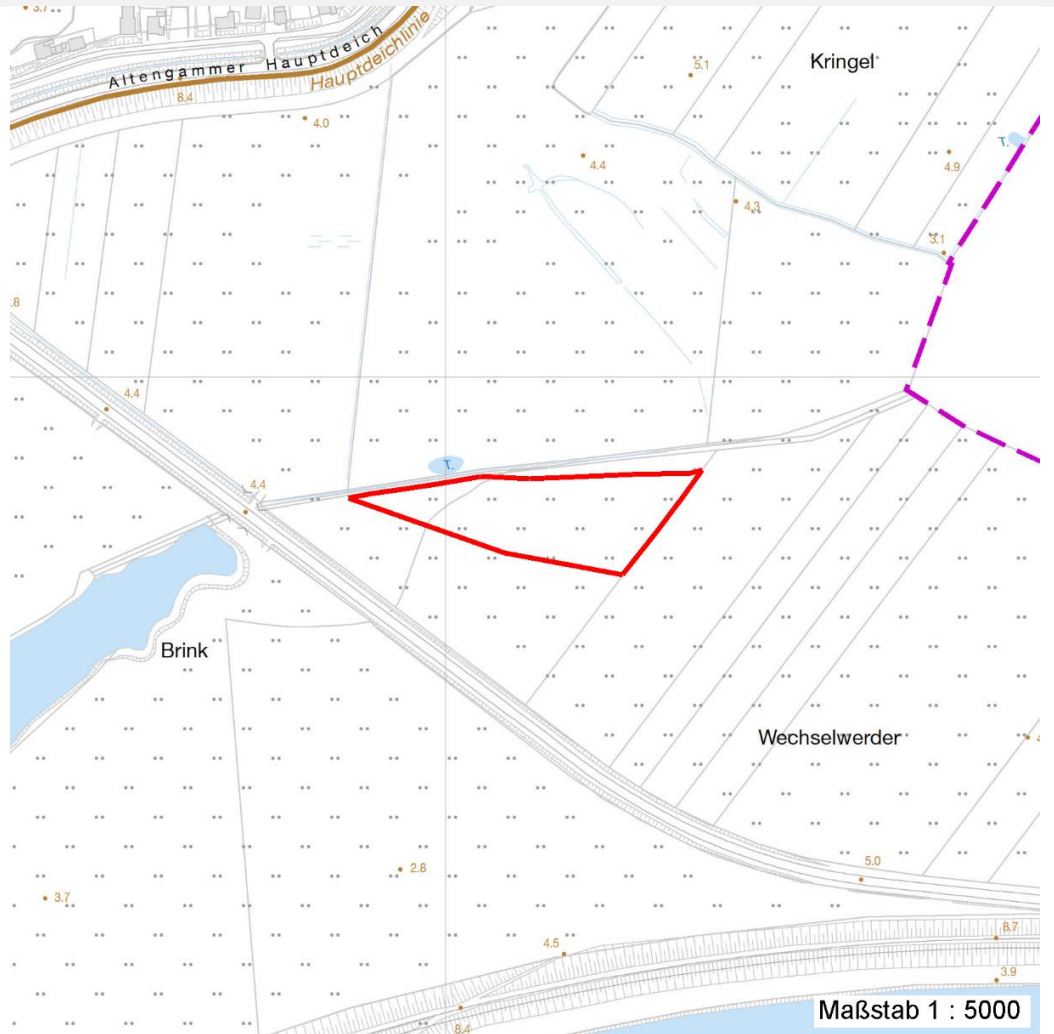 3.7
Altengammer Hauptdeich
Hauptdeichlinie
8.4
4.0
5.1
Kringel
4.4
T.
4.9
4.3
3.1
4.4
T.
4.4
Brink
Wechselwerder
2.8
5.0
3.7
4.5
8.7
3.9
8.4
Maßstab 1 : 5000